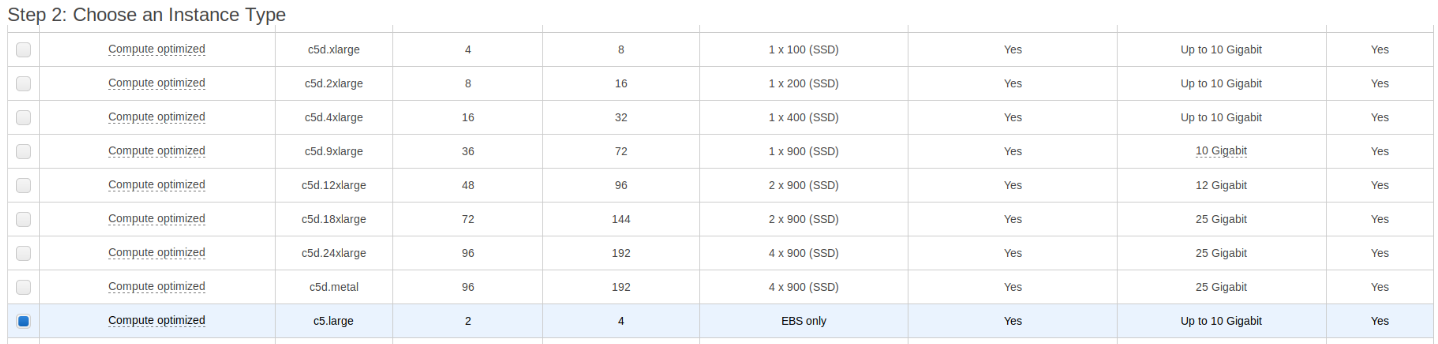 Step 2: Choose an Instance Type
Compute optimized c5d.xlarge 4 8 1 x 100 (SSD) Yes Up to 10 Gigabit Yes
Compute optimized c5d.2xlarge 8 16 1 x 200 (SSD) Yes Up to 10 Gigabit Yes
Compute optimized c5d.4xlarge 16 32 1 x 400 (SSD) Yes Up to 10 Gigabit Yes
Compute optimized c5d.9xlarge 36 72 1 x 900 (SSD) Yes 10 Gigabit Yes
Compute optimized c5d.12xlarge 48 96 2 x 900 (SSD) Yes 12 Gigabit Yes
Compute optimized c5d.18xlarge 72 144 2 x 900 (SSD) Yes 25 Gigabit Yes
Compute optimized c5d.24xlarge 96 192 4 x 900 (SSD) Yes 25 Gigabit Yes
Compute optimized c5d.metal 96 192 4 x 900 (SSD) Yes 25 Gigabit Yes
Compute optimized c5.large 2 4 EBS only Yes Up to 10 Gigabit Yes